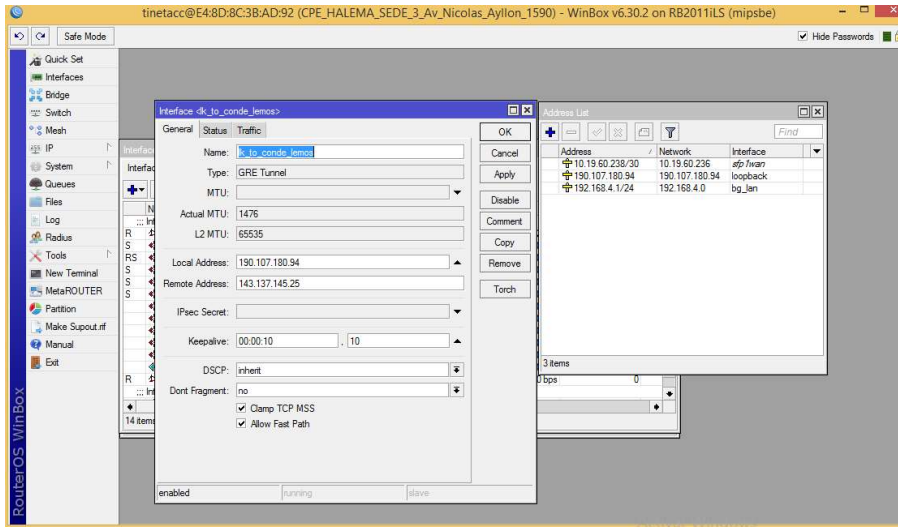 tinetacc@E4:8D:8C:3B:AD:92 (CPE_HALEMA_SEDE_3_Av_Nicolas_Ayllon_1590) - WinBox v6.30.2 on RB2011iLS (mipsbe)
Safe Mode
Hide Passwords
Quick Set
Interfaces
Bridge
Switch
Mesh
IP
System
Queues
Files
Log
Radius
Tools
New Terminal
MetaROUTER
Partition
Make Supout.rif
Manual
Exit
RouterOS WinBox
Interface <lk_to_conde_lemos>
General Status Traffic
Name: lk_to_conde_lemos
Type: GRE Tunnel
MTU:
Actual MTU: 1476
L2 MTU: 65535
Local Address: 190.107.180.94
Remote Address: 143.137.145.25
IPsec Secret:
Keepalive: 00:00:10 , 10
DSCP: inherit
Dont Fragment: no
Clamp TCP MSS
Allow Fast Path
enabled running slave
OK
Cancel
Apply
Disable
Comment
Copy
Remove
Torch
Address List
Find
Address Network Interface
10.19.60.238/30 10.19.60.236 sfp1wan
190.107.180.94 190.107.180.94 loopback
192.168.4.1/24 192.168.4.0 bg_lan
3 items
R
S
RS
S
S
S
R
0 bps 0
14 items